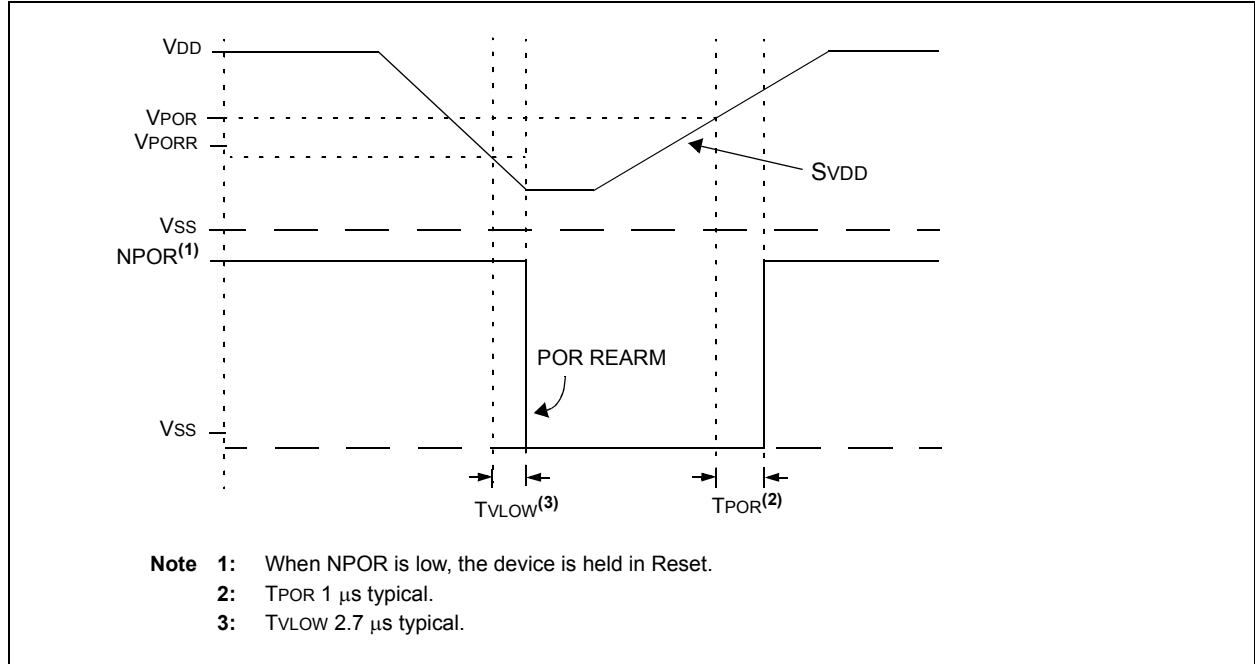 VDD
VPOR
VPORR
SVDD
VSS
NPOR(1)
POR REARM
VSS
TVLOW(3)
TPOR(2)
Note 1: When NPOR is low, the device is held in Reset.
2: TPOR 1 μs typical.
3: TVLOW 2.7 μs typical.